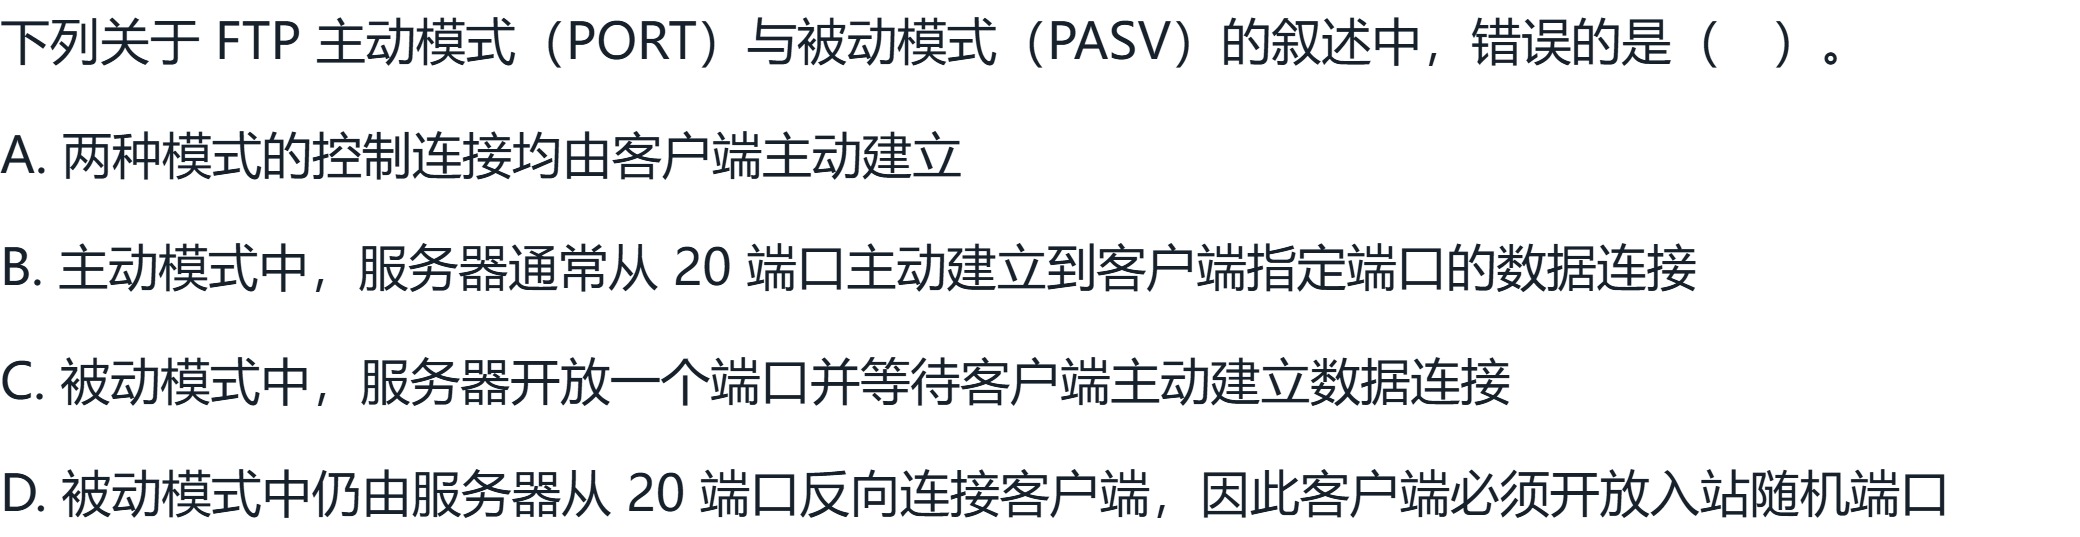 下列关于 FTP 主动模式（PORT）与被动模式（PASV）的叙述中，错误的是（　）。
A. 两种模式的控制连接均由客户端主动建立
B. 主动模式中，服务器通常从 20 端口主动建立到客户端指定端口的数据连接
C. 被动模式中，服务器开放一个端口并等待客户端主动建立数据连接
D. 被动模式中仍由服务器从 20 端口反向连接客户端，因此客户端必须开放入站随机端口